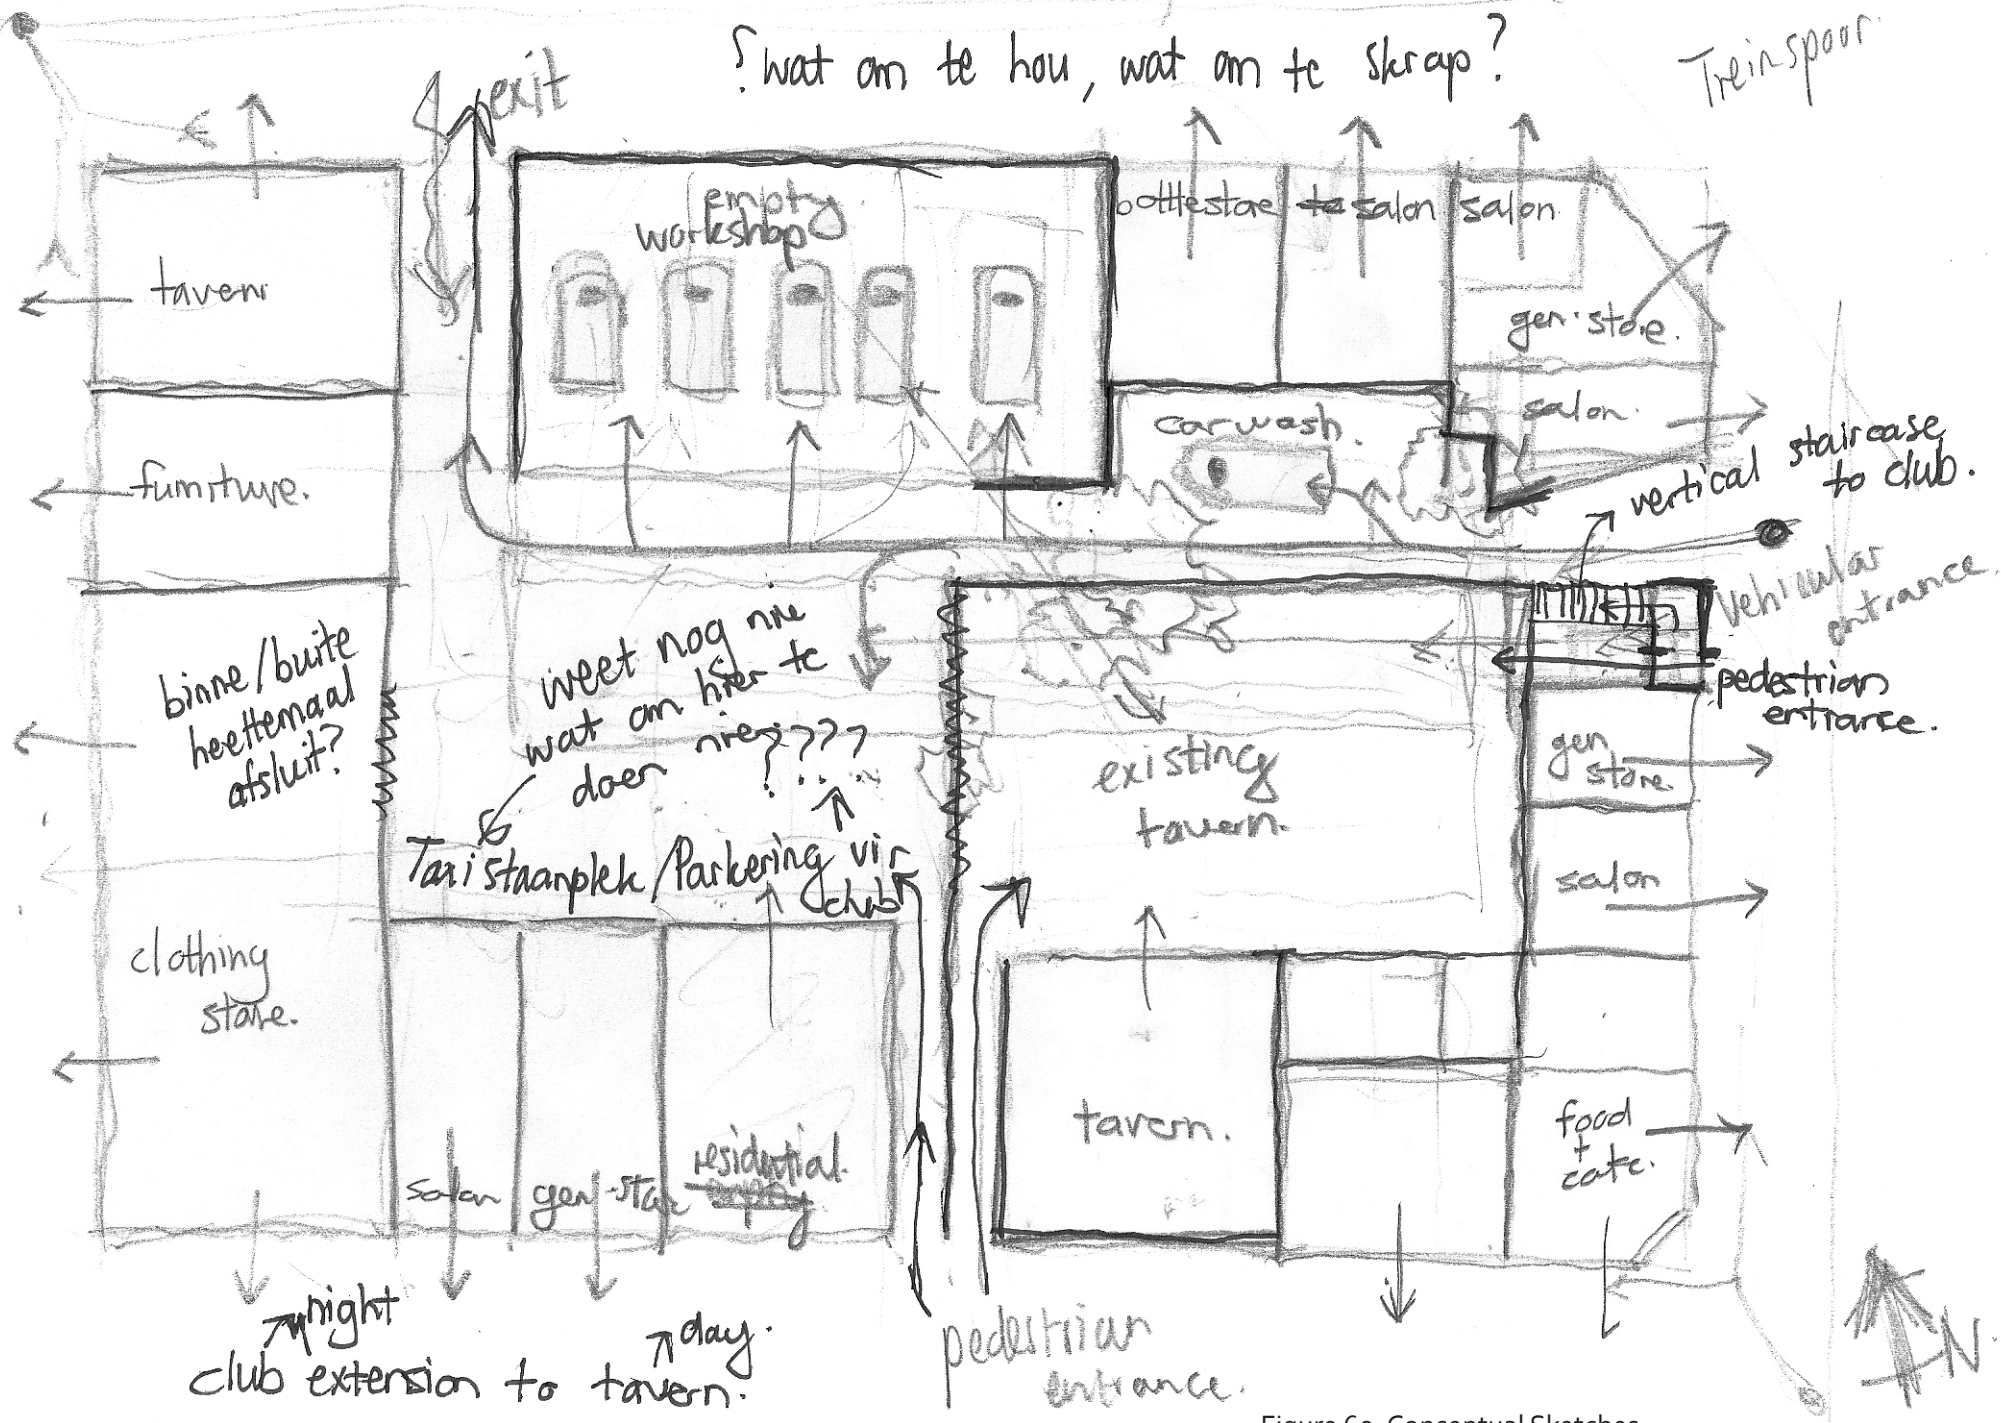 ? wat om te hou, wat om te skrap?
Treinspoor.
exit
empty
workshop
bottlestore
salon
salon
tavern
gen. store.
salon.
carwash.
furniture.
vertical staircase
to club.
vehicular
entrance.
pedestrian
entrance.
binne/buite
heeltemaal
afsluit?
weet nog nie
wat om hier te
doen nie????
Taxi staanplek/Parkering vir
club
existing
tavern.
gen
store.
salon
clothing
store.
tavern.
food
+
cafe.
salon
gen-store
residential.
empty
night
day.
club extension to tavern.
pedestrian
entrance.
N.